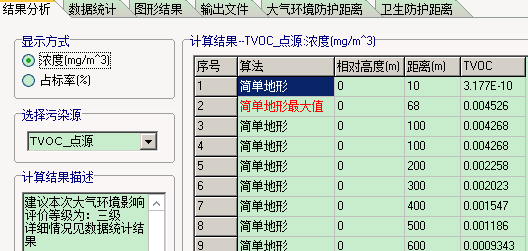 结果分析 数据统计 图形结果 输出文件 大气环境防护距离 卫生防护距离
显示方式
浓度(mg/m^3)
占标率(%)
选择污染源
TVOC_点源
计算结果描述
建议本次大气环境影响
评价等级为：三级
详细情况见数据统计结
果
计算结果--TVOC_点源:浓度(mg/m^3)
序号 算法 相对高度(m) 距离(m) TVOC
1 简单地形 0 10 3.177E-10
2 简单地形最大值 0 68 0.004526
3 简单地形 0 100 0.004268
4 简单地形 0 100 0.004268
5 简单地形 0 200 0.002258
6 简单地形 0 300 0.002023
7 简单地形 0 400 0.001547
8 简单地形 0 500 0.001186
9 简单地形 0 600 0.0009343